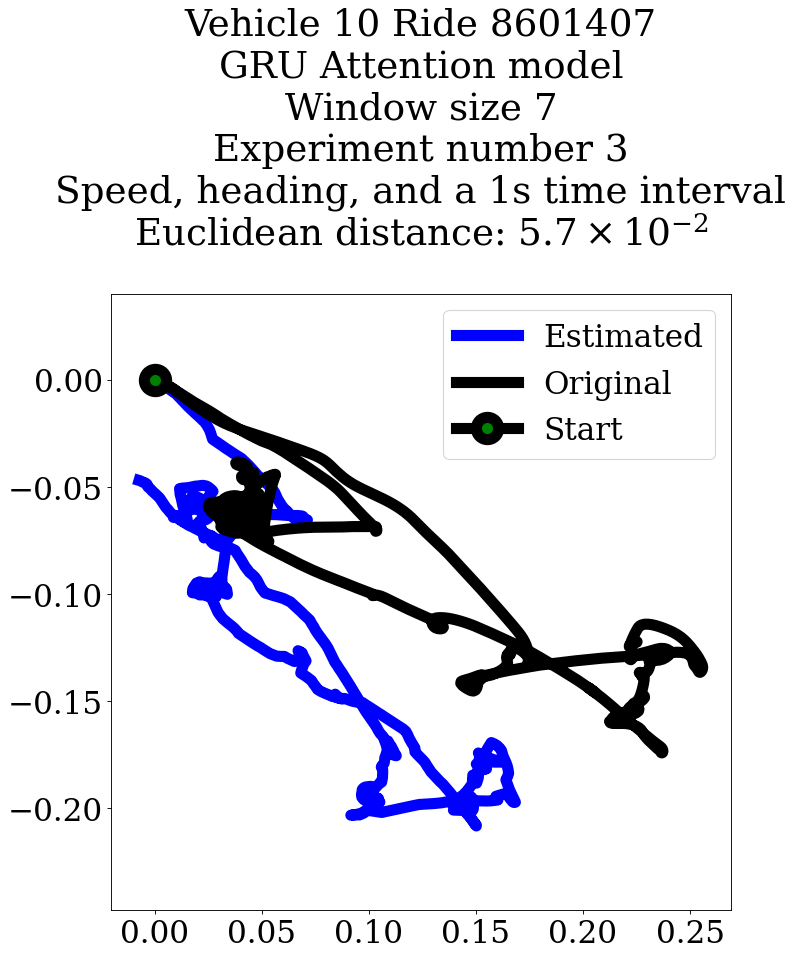 Vehicle 10 Ride 8601407
GRU Attention model
Window size 7
Experiment number 3
Speed, heading, and a 1s time interval
Euclidean distance: 5.7 × 10⁻²
Estimated
Original
Start
0.00
−0.05
−0.10
−0.15
−0.20
0.00 0.05 0.10 0.15 0.20 0.25